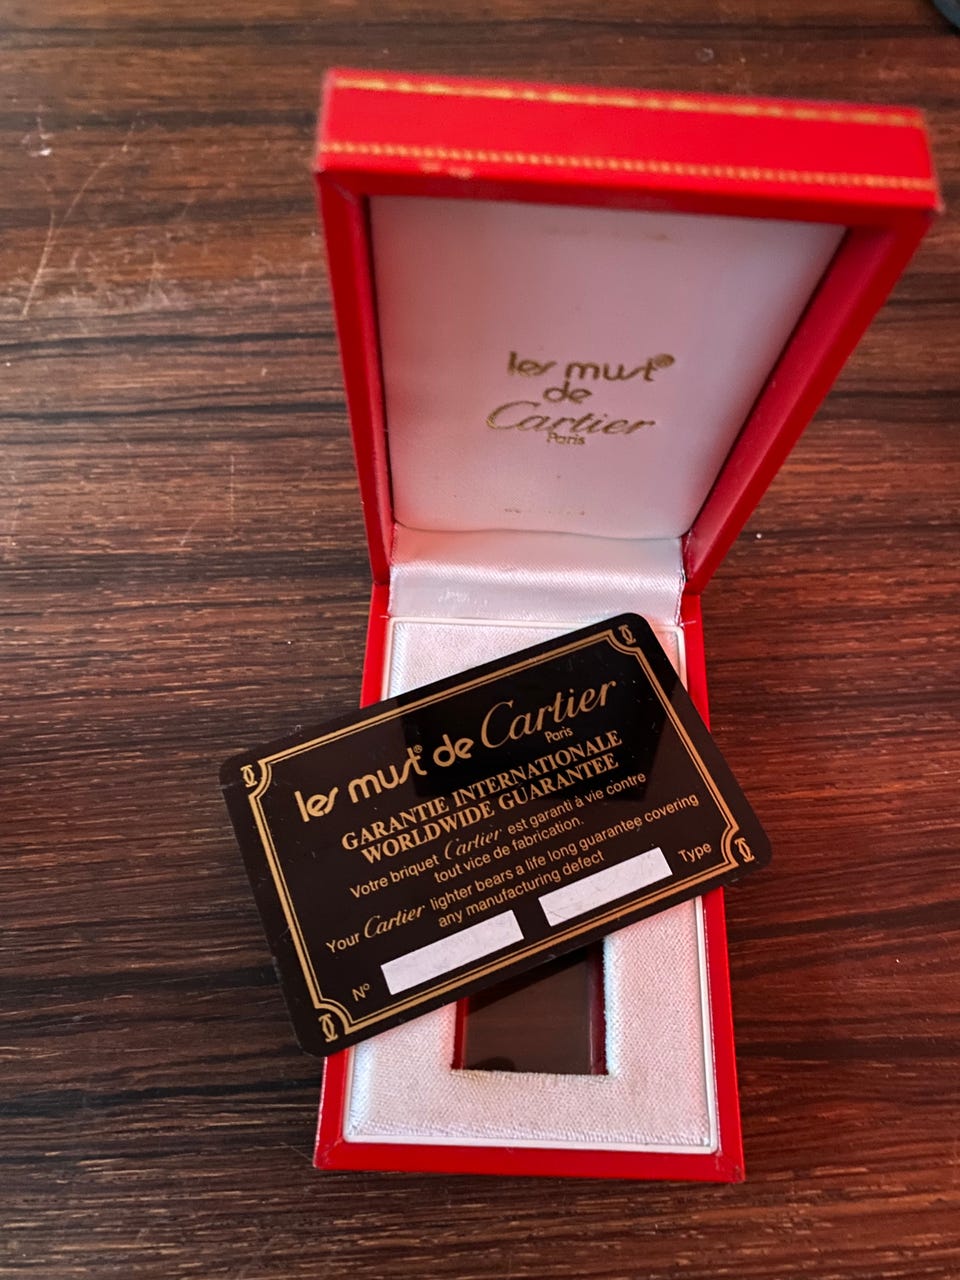 les must®
de
Cartier
Paris
les must® de Cartier
Paris
GARANTIE INTERNATIONALE
WORLDWIDE GUARANTEE
Votre briquet Cartier est garanti à vie contre
tout vice de fabrication.
Your Cartier lighter bears a life long guarantee covering
any manufacturing defect
Nº Type